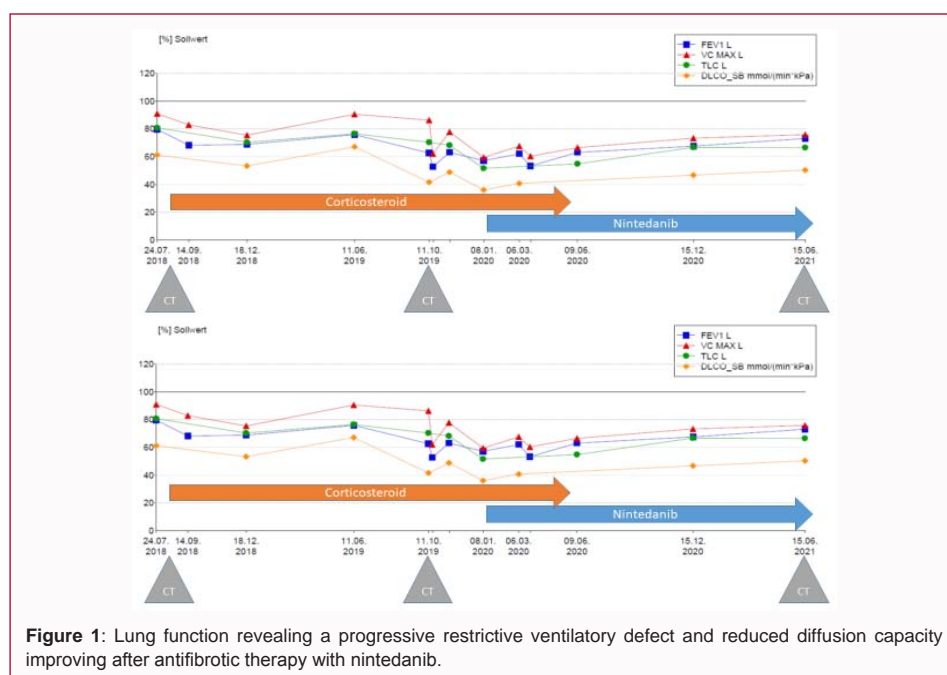 [%] Sollwert
FEV1 L
VC MAX L
TLC L
DLCO_SB mmol/(min*kPa)
120
100
80
60
40
20
0
Corticosteroid
Nintedanib
24.07. 14.09. 18.12. 11.06. 11.10. 08.01. 06.03. 09.06. 15.12. 15.06.
2018 2018 2018 2019 2019 2020 2020 2020 2020 2021
CT CT CT
[%] Sollwert
FEV1 L
VC MAX L
TLC L
DLCO_SB mmol/(min*kPa)
120
100
80
60
40
20
0
Corticosteroid
Nintedanib
24.07. 14.09. 18.12. 11.06. 11.10. 08.01. 06.03. 09.06. 15.12. 15.06.
2018 2018 2018 2019 2019 2020 2020 2020 2020 2021
CT CT CT
Figure 1: Lung function revealing a progressive restrictive ventilatory defect and reduced diffusion capacity
improving after antifibrotic therapy with nintedanib.